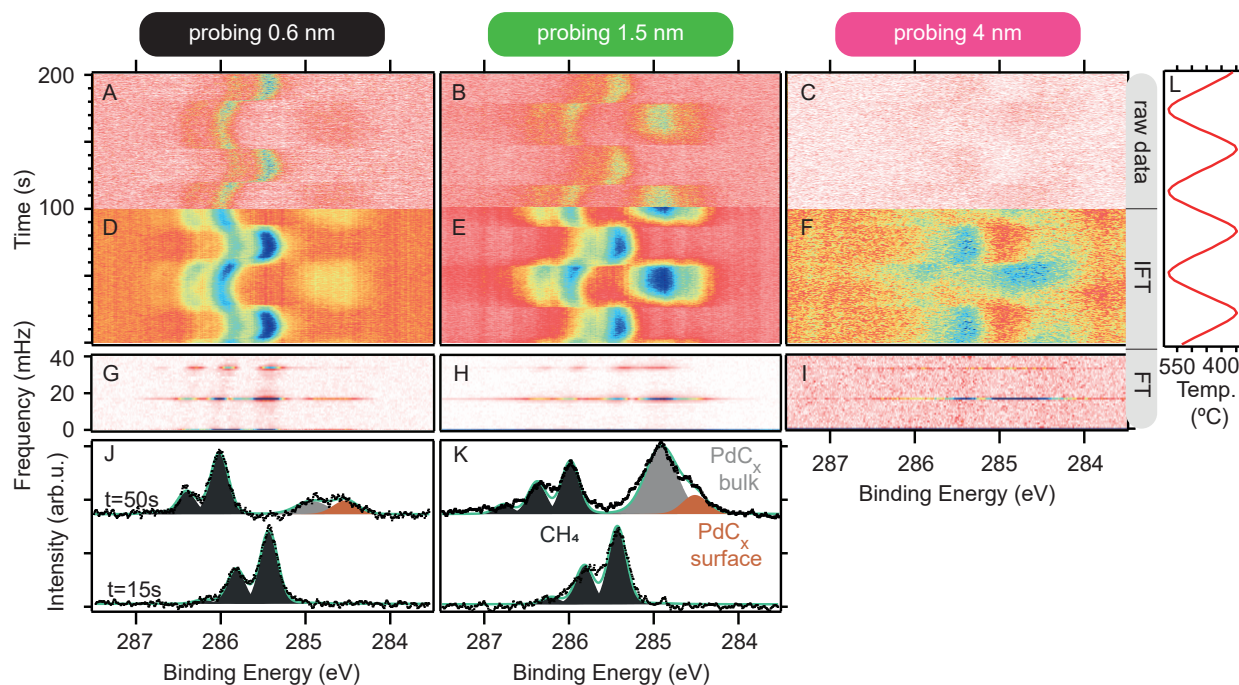 probing 0.6 nm
probing 1.5 nm
probing 4 nm
200
100
Time (s)
A
B
C
L
raw data
D
E
F
IFT
40
20
0
Frequency (mHz)
G
H
I
FT
550 400
Temp.
(ºC)
J
K
t=50s
t=15s
PdCx
bulk
CH₄
PdCx
surface
Intensity (arb.u.)
287 286 285 284
Binding Energy (eV)
287 286 285 284
Binding Energy (eV)
287 286 285 284
Binding Energy (eV)